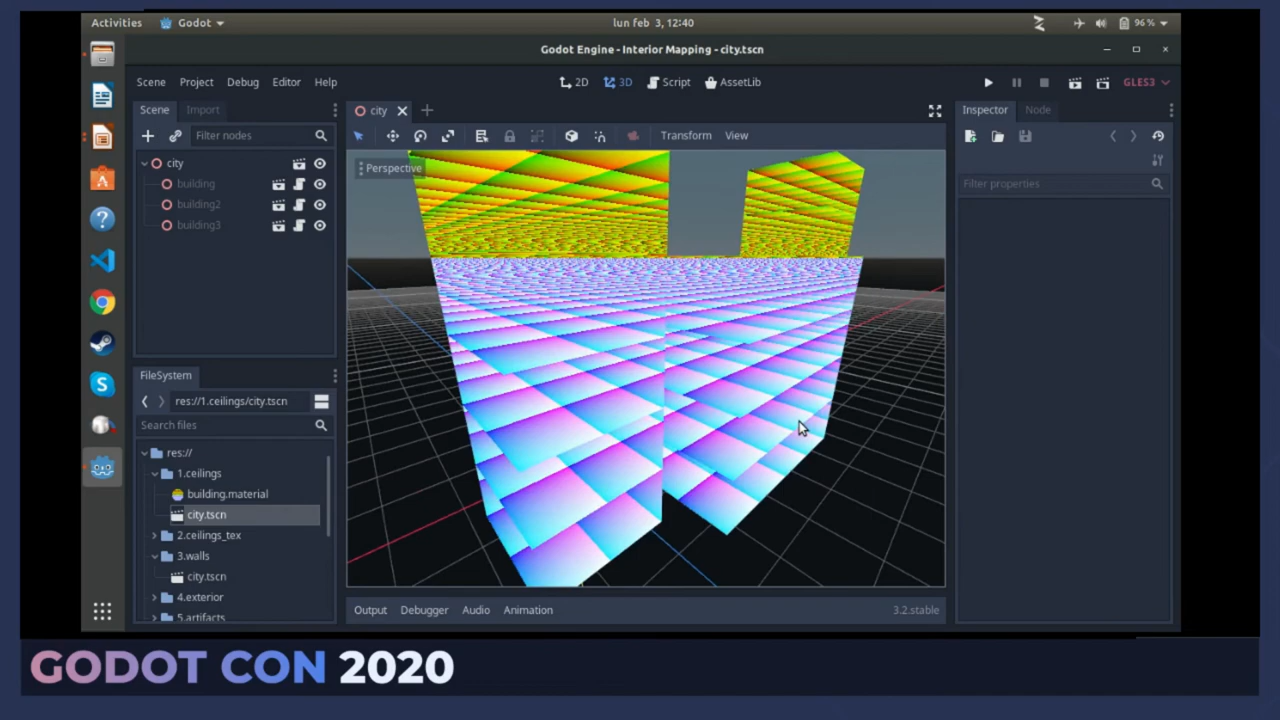 Activities
Godot
lun feb 3, 12:40
96 %
Godot Engine - Interior Mapping - city.tscn
Scene Project Debug Editor Help
2D 3D Script AssetLib
GLES3
Scene Import
city
Inspector Node
Filter nodes
Transform View
Perspective
Filter properties
city
building
building2
building3
FileSystem
res://1.ceilings/city.tscn
Search files
res://
1.ceilings
building.material
city.tscn
2.ceilings_tex
3.walls
city.tscn
4.exterior
5.artifacts
Output Debugger Audio Animation
3.2.stable
GODOT CON 2020